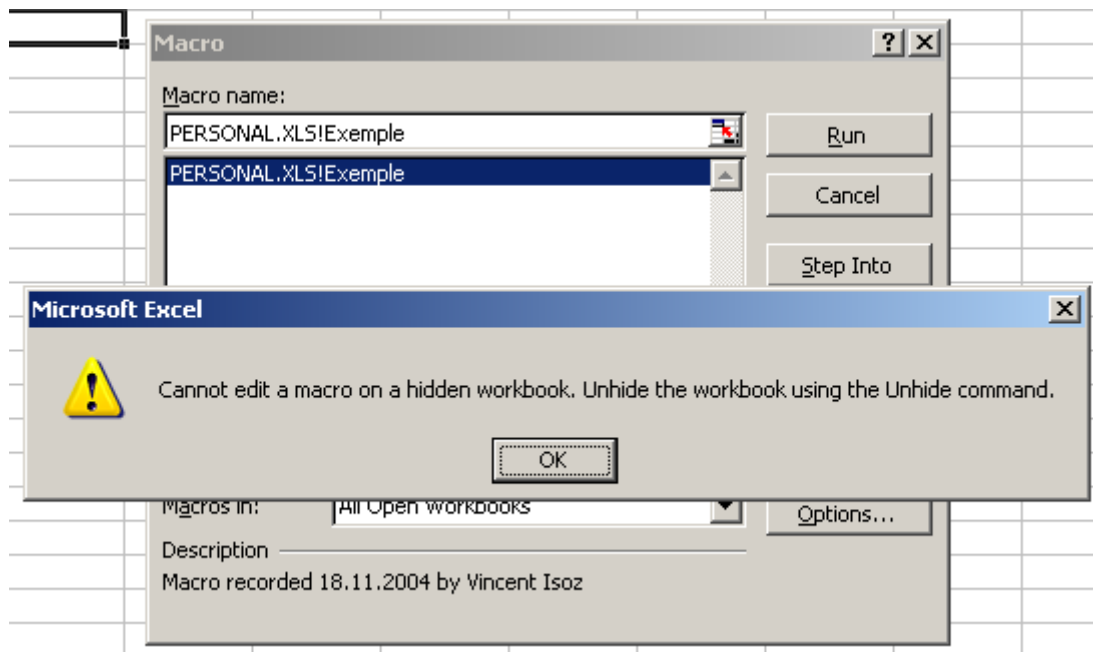 Macro
Macro name:
PERSONAL.XLS!Exemple
Run
PERSONAL.XLS!Exemple
Cancel
Step Into
Microsoft Excel
Cannot edit a macro on a hidden workbook. Unhide the workbook using the Unhide command.
OK
Macros in:
All Open Workbooks
Options...
Description
Macro recorded 18.11.2004 by Vincent Isoz